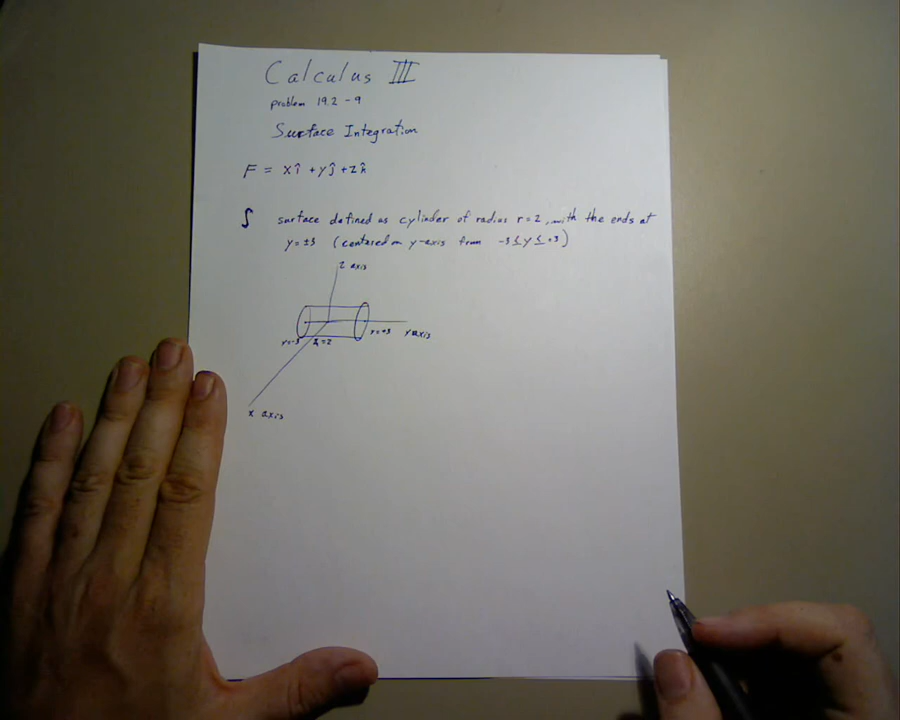 Calculus III
problem 19.2 - 9
Surface Integration
F = xî + yĵ + zk̂
S surface defined as cylinder of radius r=2, with the ends at
y=±3 (centered on y-axis from -3≤y≤+3)
z axis
y=-3 r=2 y=+3 y axis
x axis